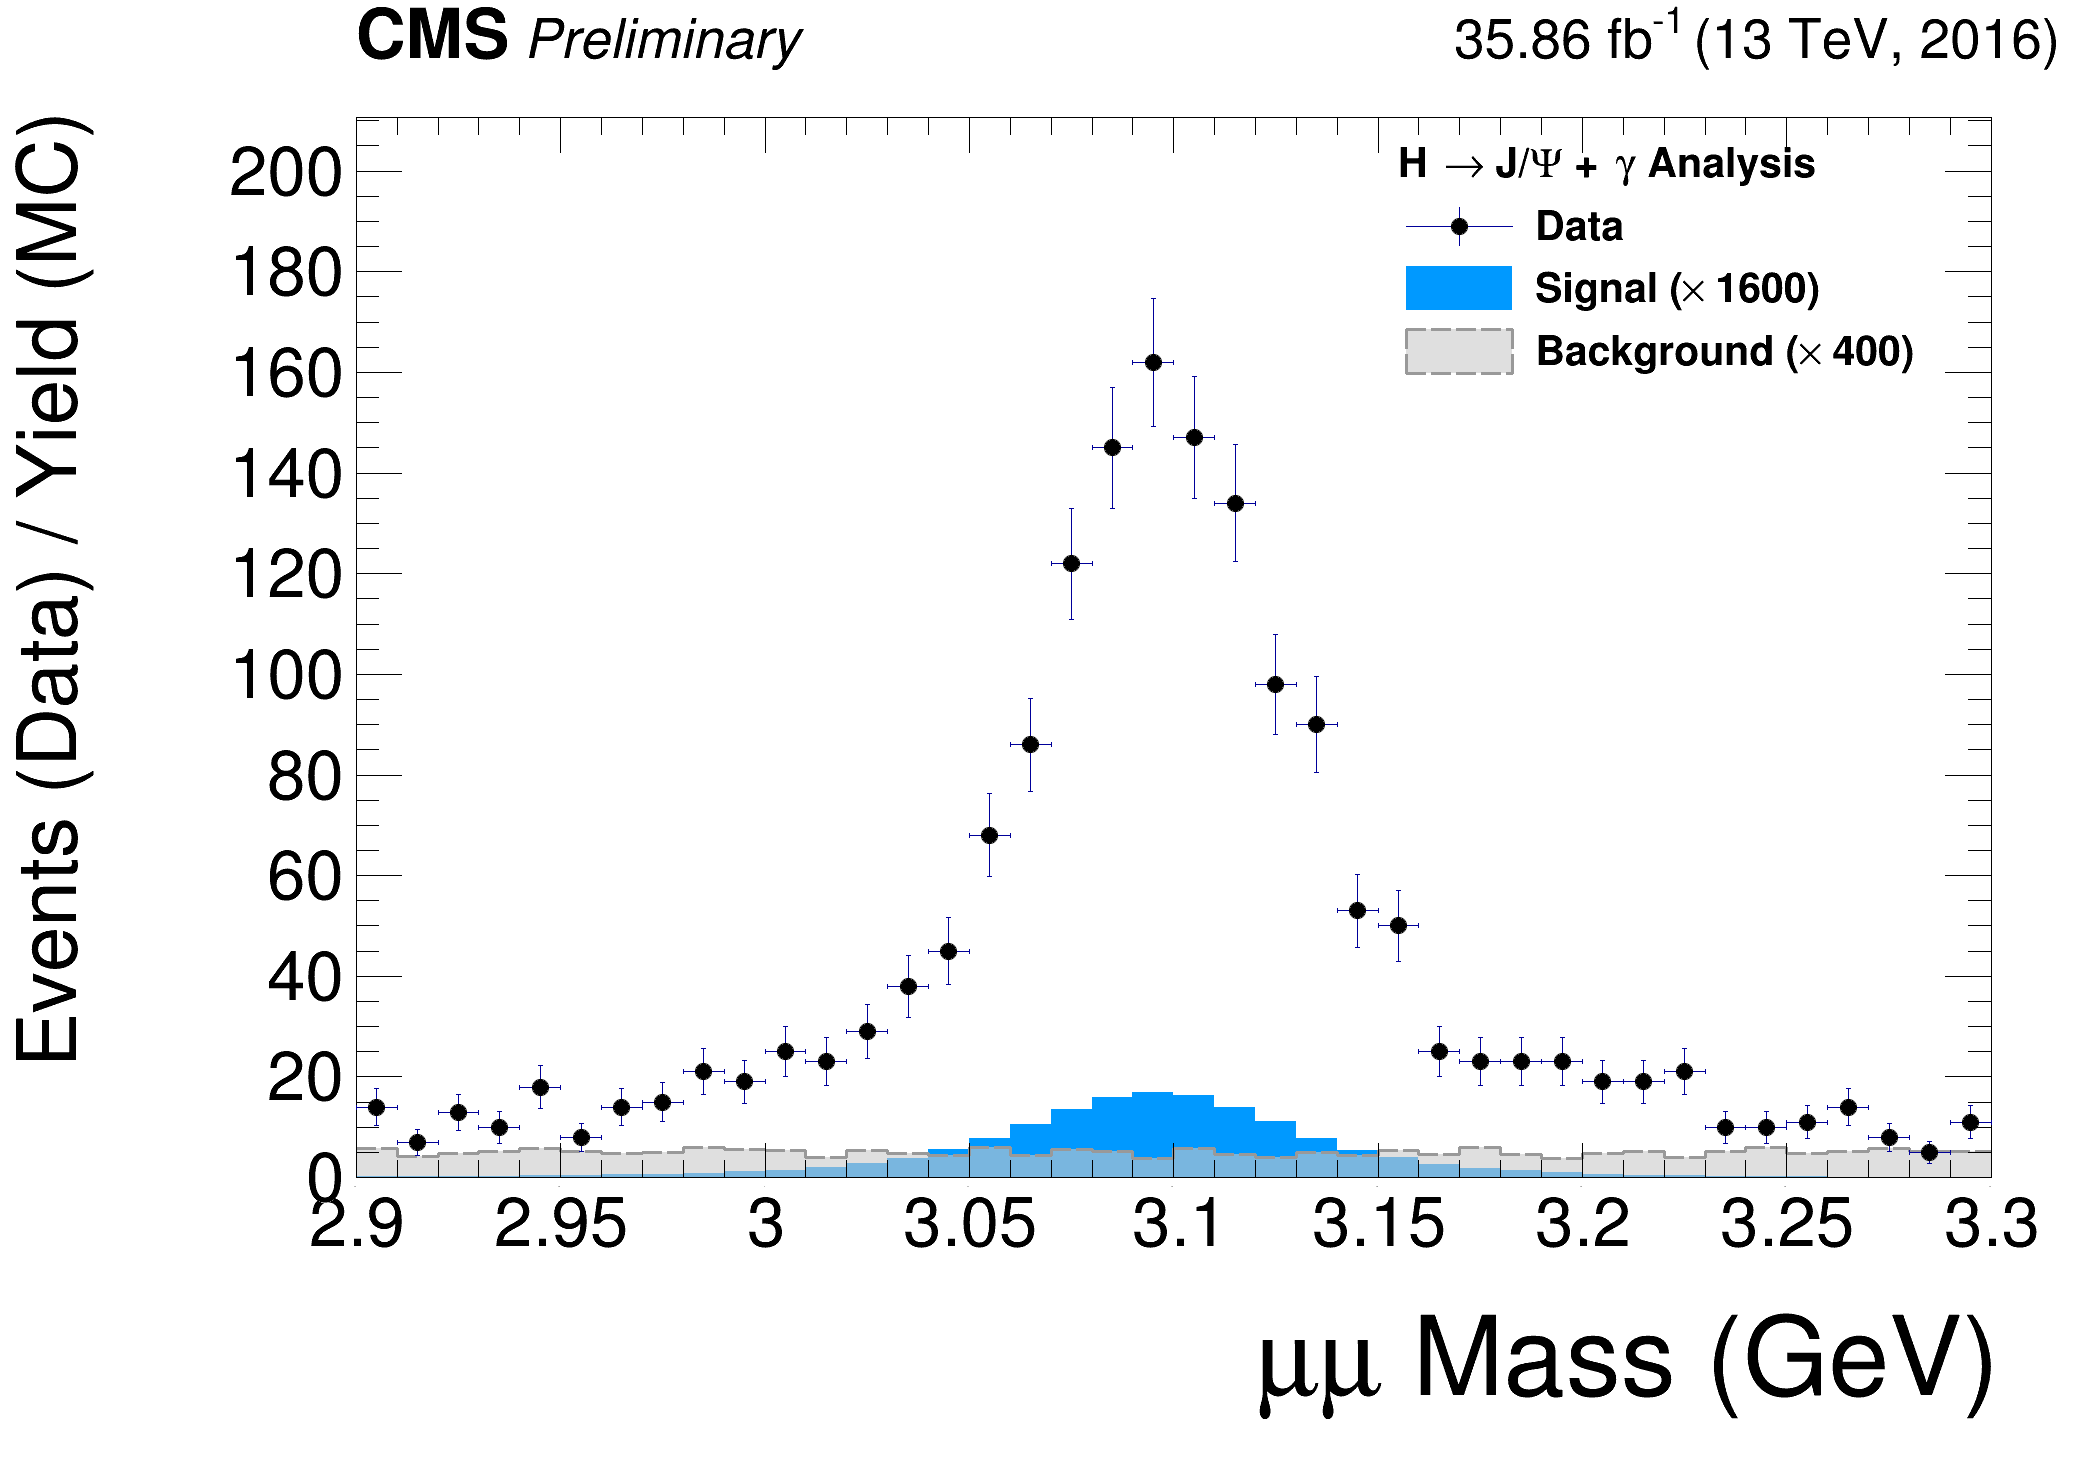 CMS Preliminary
35.86 fb-1 (13 TeV, 2016)
Events (Data) / Yield (MC)
200
180
160
140
120
100
80
60
40
20
0
H → J/Ψ + γ Analysis
Data
Signal (× 1600)
Background (× 400)
2.9 2.95 3 3.05 3.1 3.15 3.2 3.25 3.3
μμ Mass (GeV)